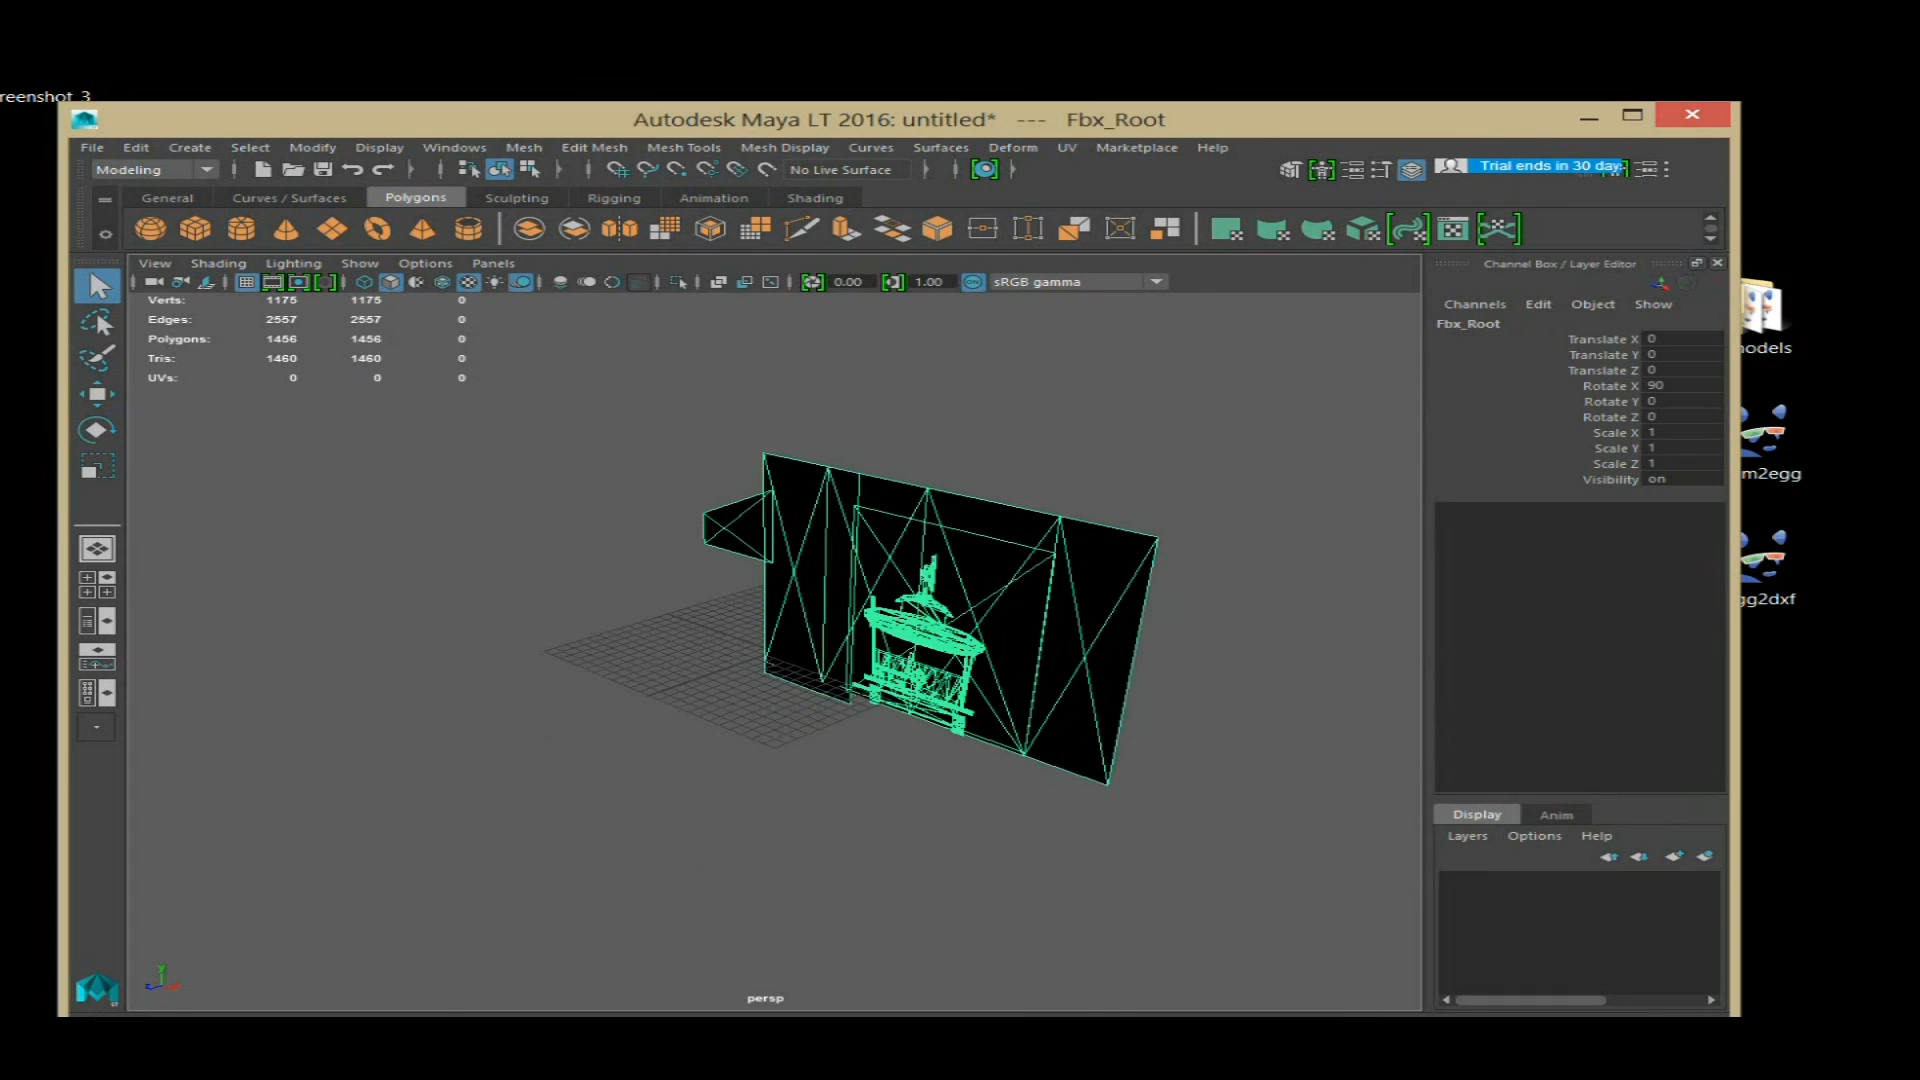 reenshot_3
Autodesk Maya LT 2016: untitled* --- Fbx_Root
File Edit Create Select Modify Display Windows Mesh Edit Mesh Mesh Tools Mesh Display Curves Surfaces Deform UV Marketplace Help
Modeling No Live Surface Trial ends in 30 day
General Curves / Surfaces Polygons Sculpting Rigging Animation Shading
View Shading Lighting Show Options Panels
0.00 1.00 ON sRGB gamma
Verts: 1175 1175 0
Edges: 2557 2557 0
Polygons: 1456 1456 0
Tris: 1460 1460 0
UVs: 0 0 0
y
persp
Channel Box / Layer Editor
Channels Edit Object Show
Fbx_Root
Translate X 0
Translate Y 0
Translate Z 0
Rotate X 90
Rotate Y 0
Rotate Z 0
Scale X 1
Scale Y 1
Scale Z 1
Visibility on
Display Anim
Layers Options Help
odels
m2egg
gg2dxf